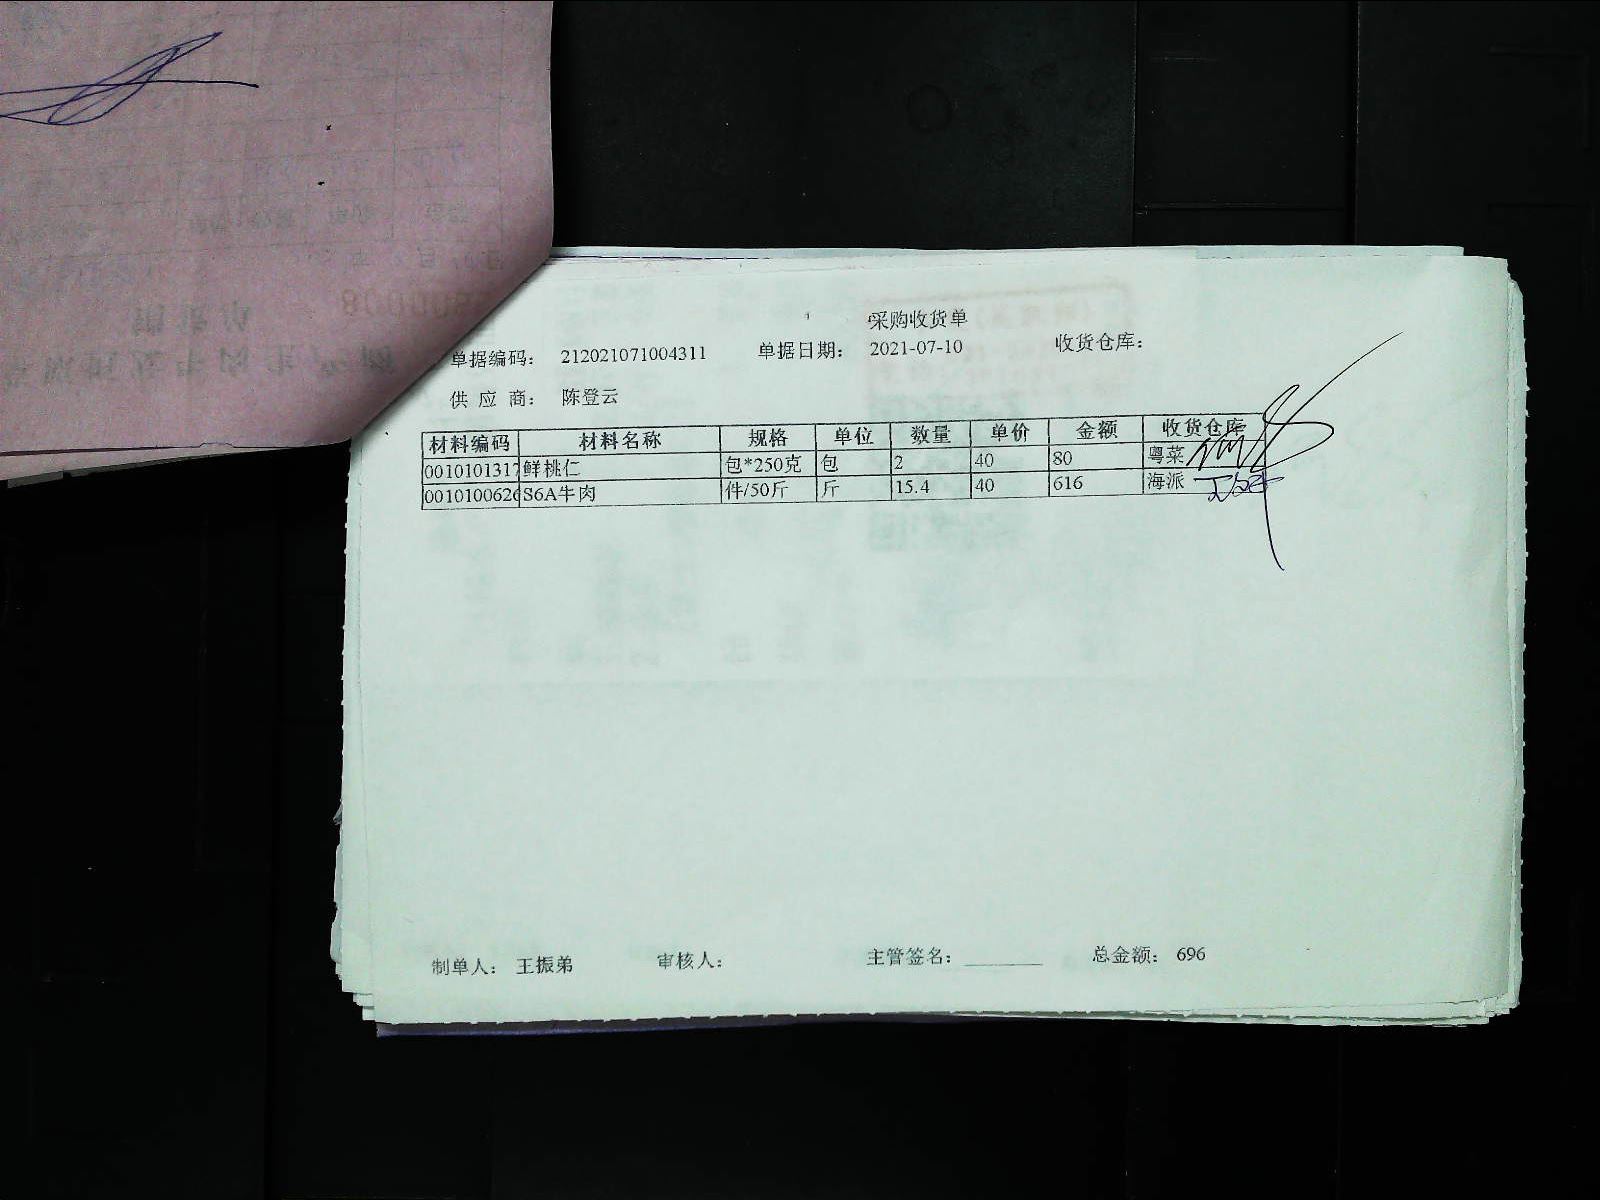 采购收货单
单据编码： 212021071004311 单据日期： 2021-07-10 收货仓库：
供 应 商： 陈登云
材料编码 材料名称 规格 单位 数量 单价 金额 收货仓库
0010101317 鲜桃仁 包*250克 包 2 40 80 粤菜
0010100626 S6A牛肉 件/50斤 斤 15.4 40 616 海派
制单人： 王振弟 审核人： 主管签名： ________ 总金额： 696